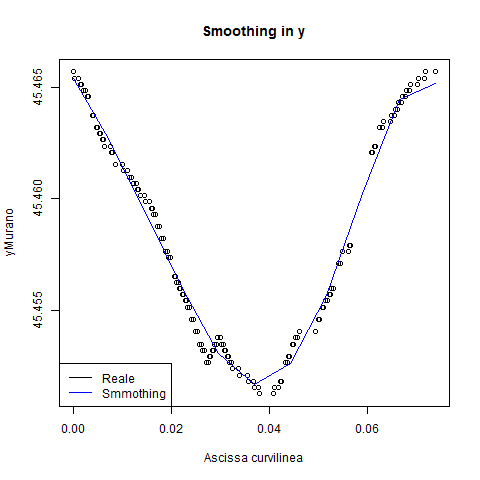 Smoothing in y
yMurano
45.465
45.460
45.455
Reale
Smmothing
0.00
0.02
0.04
0.06
Ascissa curvilinea